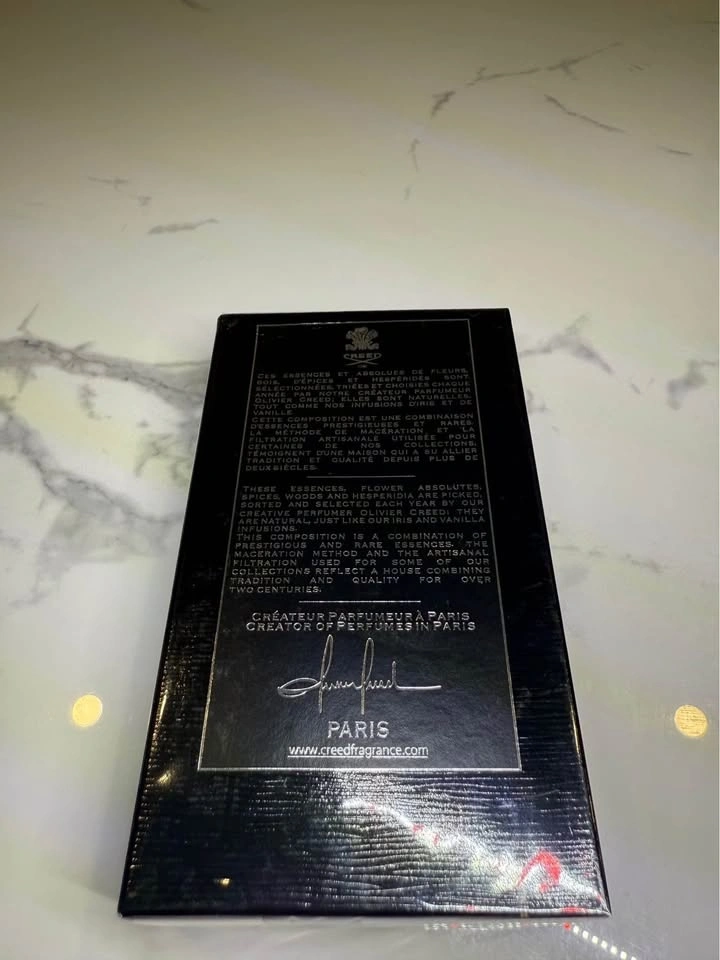 CREED
CES ESSENCES ET ABSOLUES DE FLEURS,
BOIS, D'ÉPICES ET HESPÉRIDES SONT
SÉLECTIONNÉES, TRIÉES ET CHOISIES CHAQUE
ANNÉE PAR NOTRE CRÉATEUR PARFUMEUR
OLIVIER CREED. ELLES SONT NATURELLES,
TOUT COMME NOS INFUSIONS D'IRIS ET DE
VANILLE.
CETTE COMPOSITION EST UNE COMBINAISON
D'ESSENCES PRESTIGIEUSES ET RARES.
LA MÉTHODE DE MACÉRATION ET LA
FILTRATION ARTISANALE UTILISÉE POUR
CERTAINES DE NOS COLLECTIONS,
TÉMOIGNENT D'UNE MAISON QUI A SU ALLIER
TRADITION ET QUALITÉ DEPUIS PLUS DE
DEUX SIÈCLES.
THESE ESSENCES, FLOWER ABSOLUTES,
SPICES, WOODS AND HESPERIDIA ARE PICKED,
SORTED AND SELECTED EACH YEAR BY OUR
CREATIVE PERFUMER OLIVIER CREED: THEY
ARE NATURAL, JUST LIKE OUR IRIS AND VANILLA
INFUSIONS.
THIS COMPOSITION IS A COMBINATION OF
PRESTIGIOUS AND RARE ESSENCES. THE
MACERATION METHOD AND THE ARTISANAL
FILTRATION USED FOR SOME OF OUR
COLLECTIONS REFLECT A HOUSE COMBINING
TRADITION AND QUALITY FOR OVER
TWO CENTURIES.
CRÉATEUR PARFUMEUR À PARIS
CREATOR OF PERFUMES IN PARIS
PARIS
www.creedfragrance.com